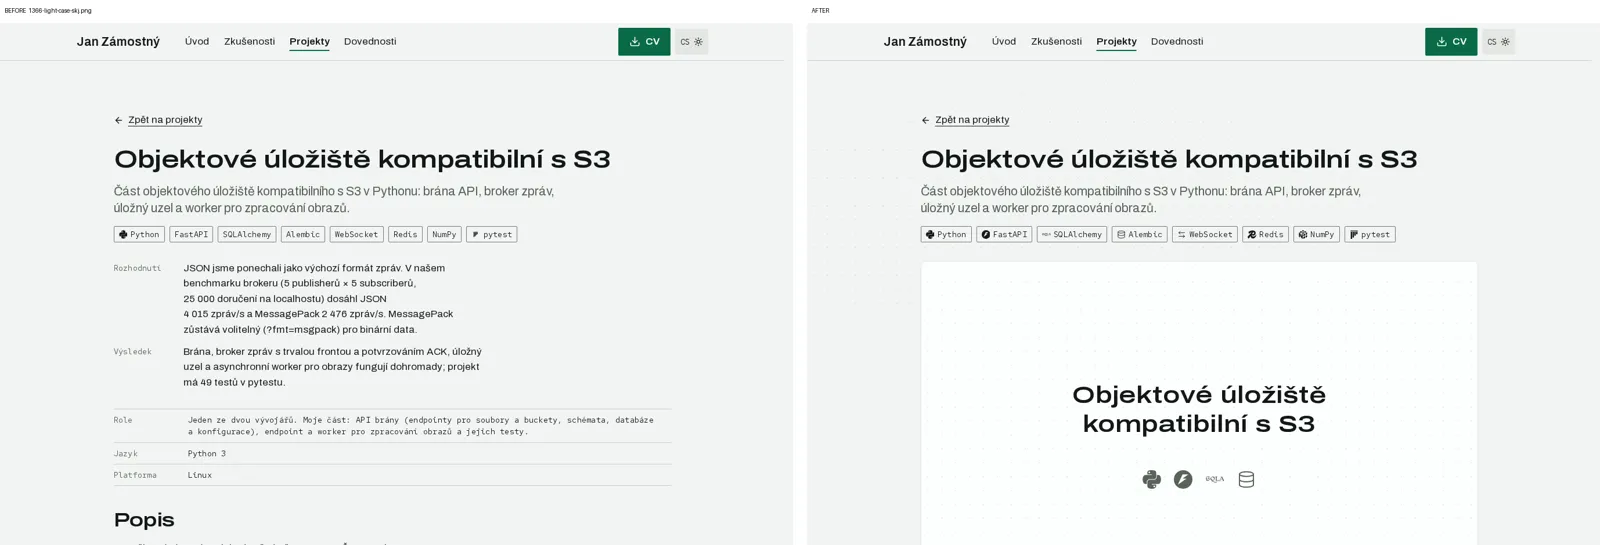 BEFORE 1366-light-case-skj.png
Jan Zámostný
Úvod
Zkušenosti
Projekty
Dovednosti
CV
CS
Zpět na projekty
Objektové úložiště kompatibilní s S3
Část objektového úložiště kompatibilního s S3 v Pythonu: brána API, broker zpráv,
úložný uzel a worker pro zpracování obrazů.
Python
FastAPI
SQLAlchemy
Alembic
WebSocket
Redis
NumPy
pytest
Rozhodnutí
JSON jsme ponechali jako výchozí formát zpráv. V našem
benchmarku brokeru (5 publisherů × 5 subscriberů,
25 000 doručení na localhostu) dosáhl JSON
4 015 zpráv/s a MessagePack 2 476 zpráv/s. MessagePack
zůstává volitelný (?fmt=msgpack) pro binární data.
Výsledek
Brána, broker zpráv s trvalou frontou a potvrzováním ACK, úložný
uzel a asynchronní worker pro obrazy fungují dohromady; projekt
má 49 testů v pytestu.
Role
Jeden ze dvou vývojářů. Moje část: API brány (endpointy pro soubory a buckety, schémata, databáze
a konfigurace), endpoint a worker pro zpracování obrazů a jejich testy.
Jazyk
Python 3
Platforma
Linux
Popis
AFTER
Jan Zámostný
Úvod
Zkušenosti
Projekty
Dovednosti
CV
CS
Zpět na projekty
Objektové úložiště kompatibilní s S3
Část objektového úložiště kompatibilního s S3 v Pythonu: brána API, broker zpráv,
úložný uzel a worker pro zpracování obrazů.
Python
FastAPI
SQLAlchemy
Alembic
WebSocket
Redis
NumPy
pytest
Objektové úložiště
kompatibilní s S3